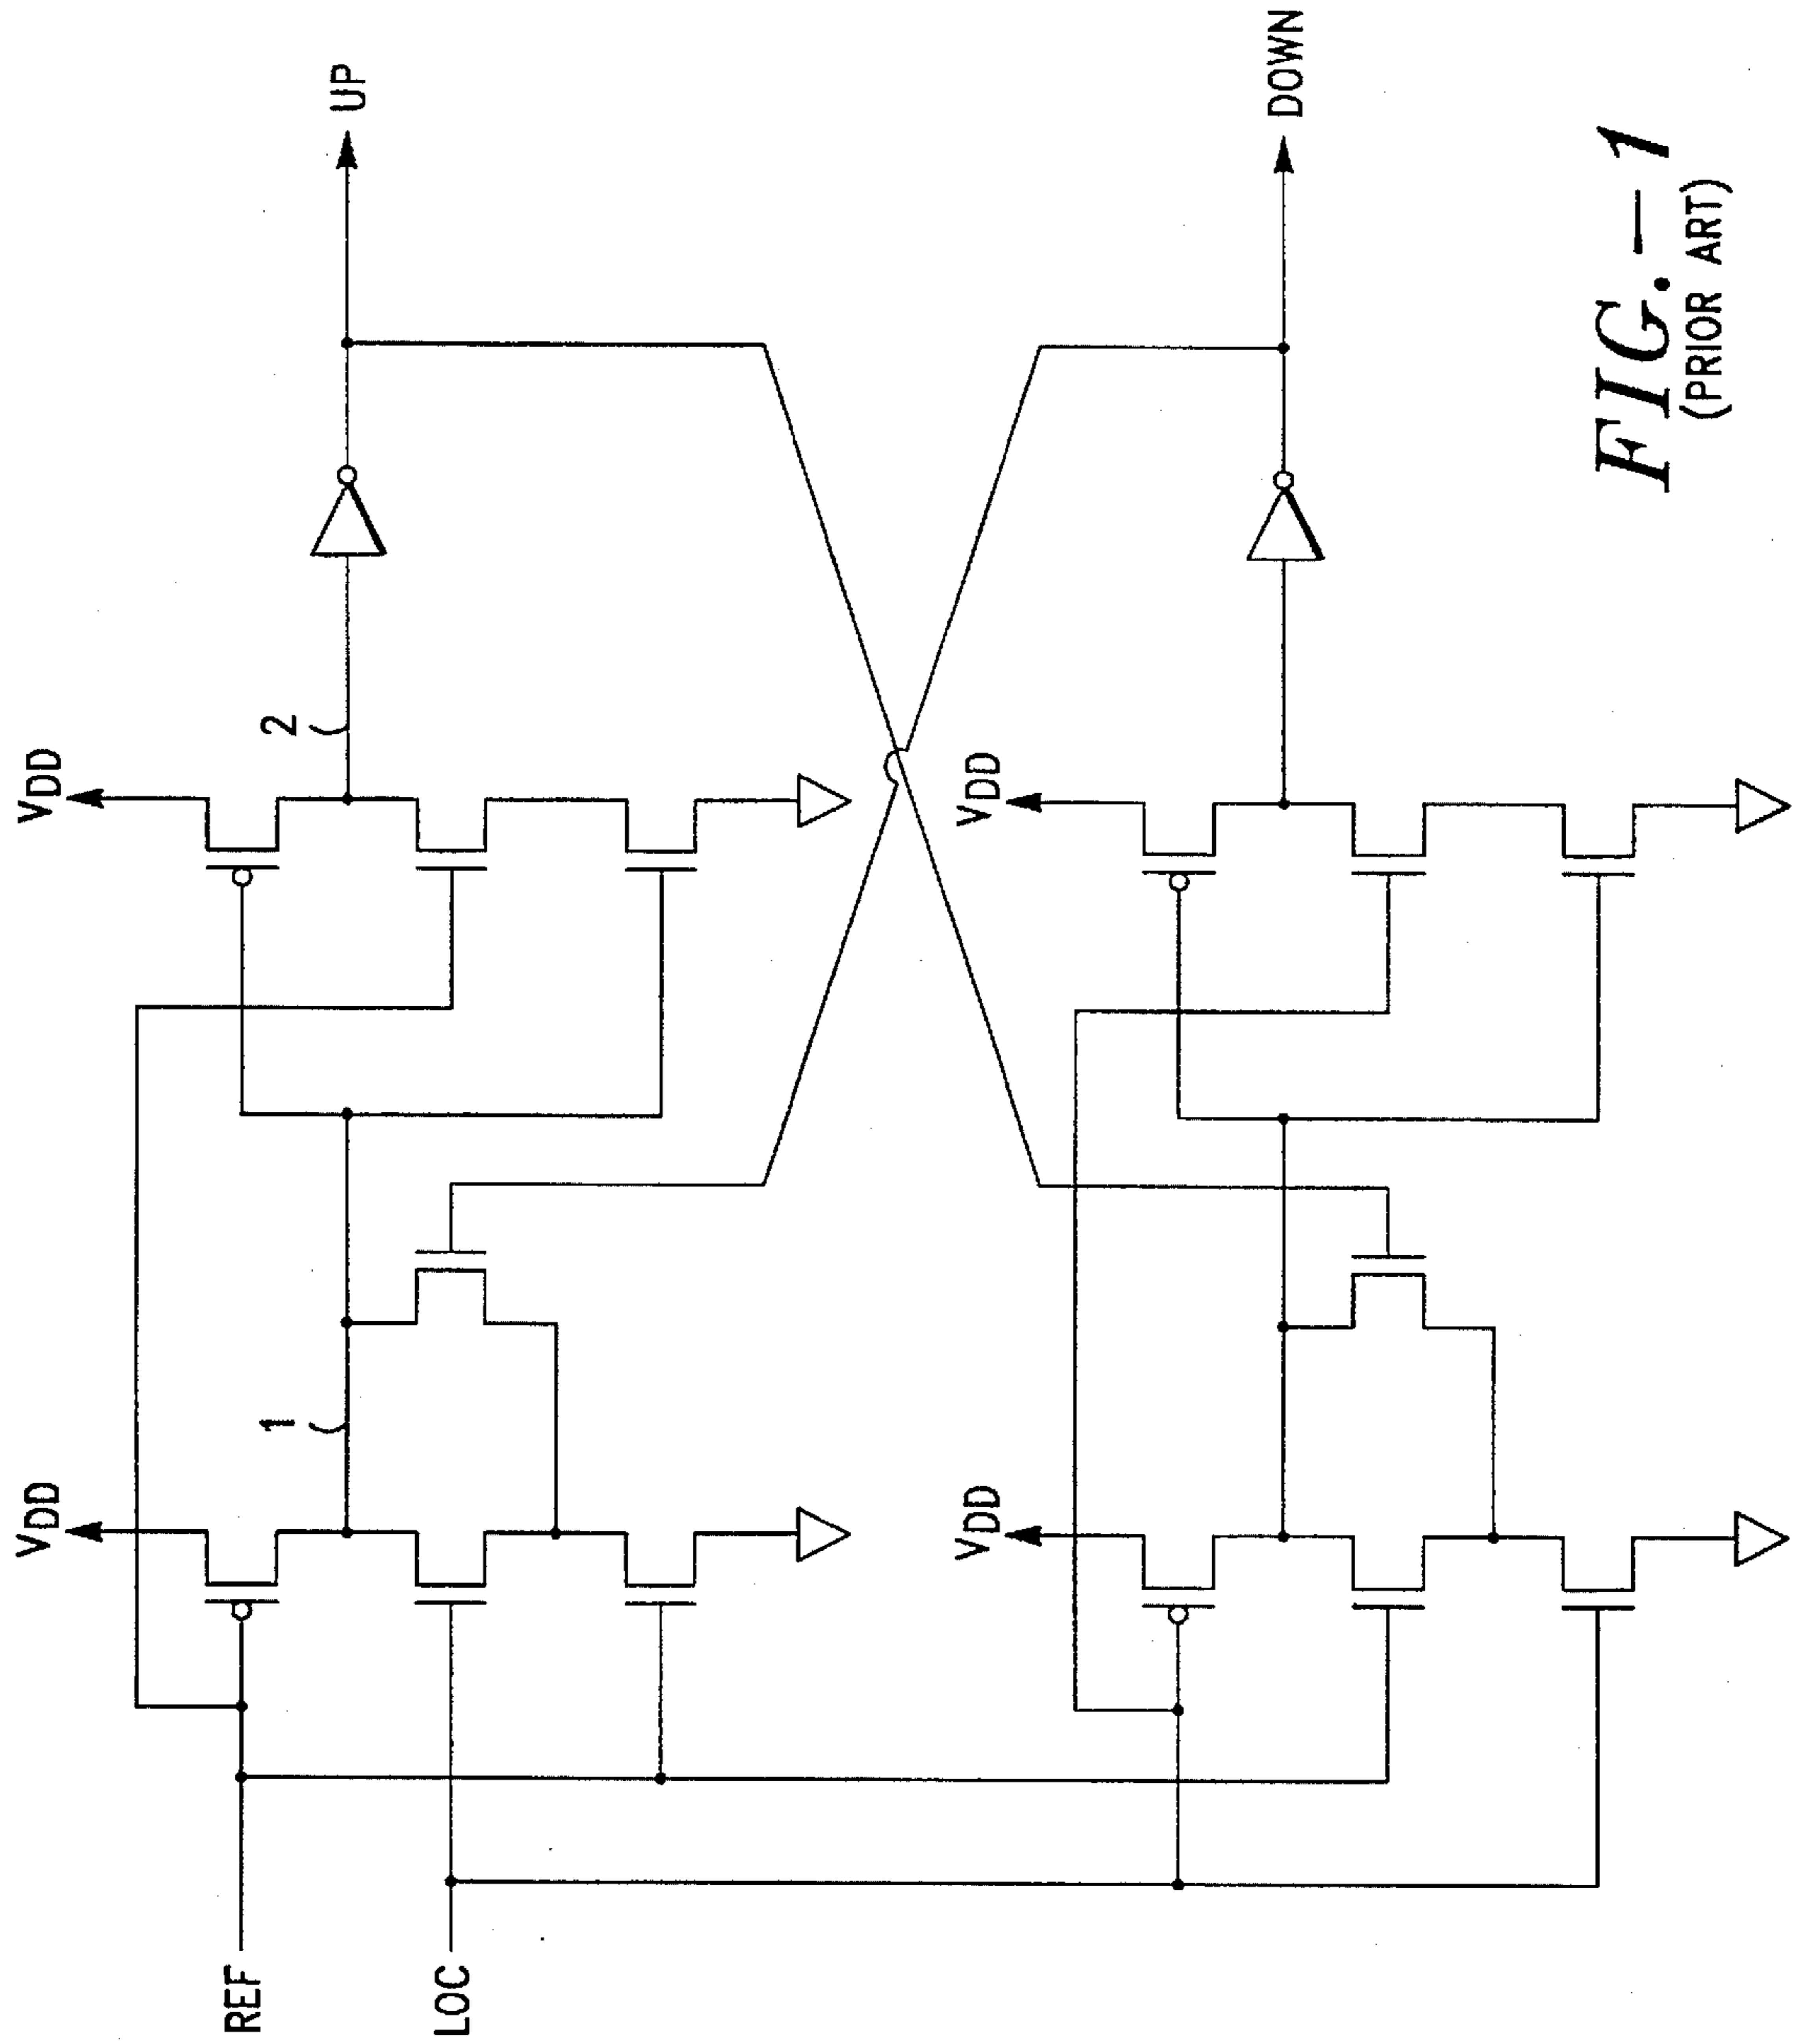 VDD
VDD
1
2
REF
LOC
UP
VDD
VDD
DOWN
FIG.-1
(PRIOR ART)